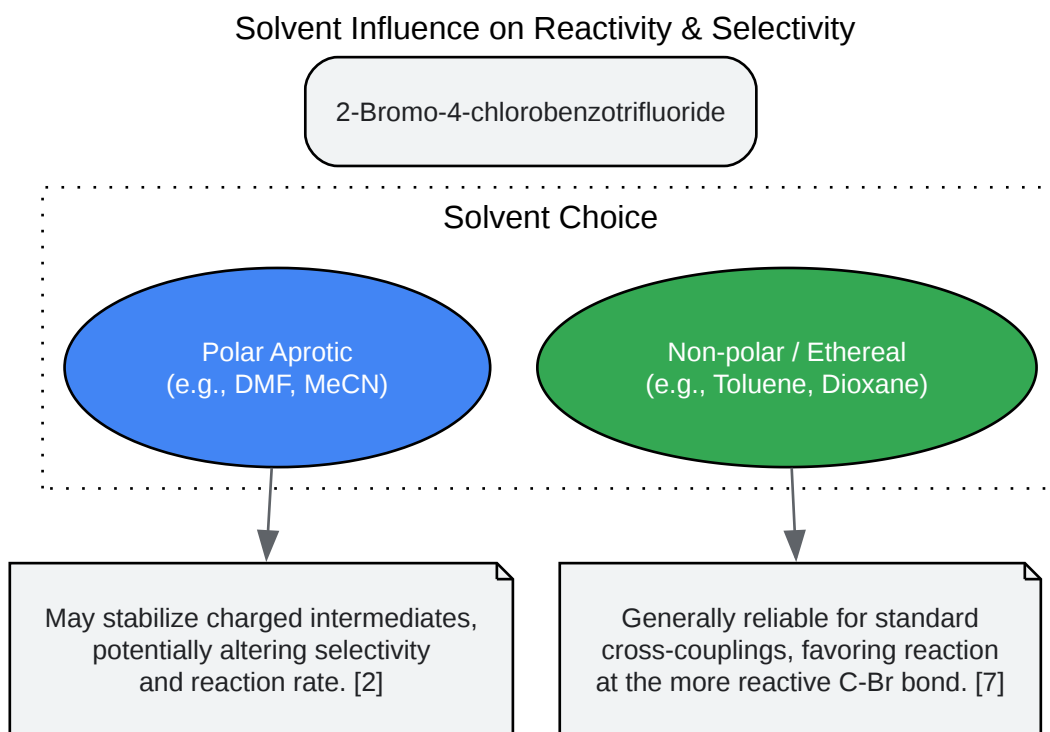 Solvent Influence on Reactivity & Selectivity
2-Bromo-4-chlorobenzotrifluoride
Solvent Choice
Polar Aprotic
(e.g., DMF, MeCN)
Non-polar / Ethereal
(e.g., Toluene, Dioxane)
May stabilize charged intermediates,
potentially altering selectivity
and reaction rate. [2]
Generally reliable for standard
cross-couplings, favoring reaction
at the more reactive C-Br bond. [7]